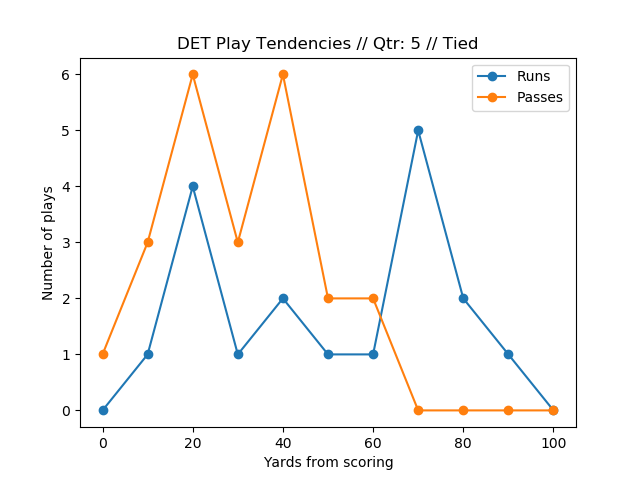 DET Play Tendencies // Qtr: 5 // Tied
Runs
Passes
Number of plays
6
5
4
3
2
1
0
0 20 40 60 80 100
Yards from scoring